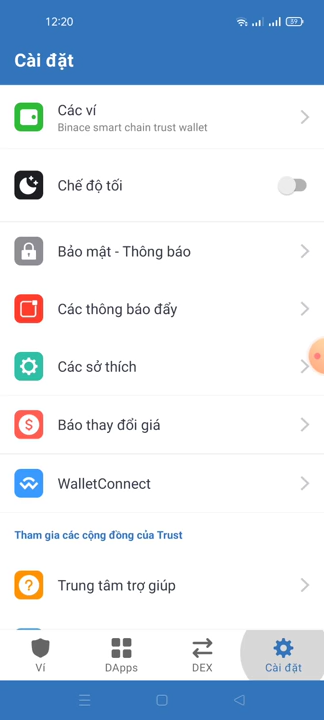 12:20
59
Cài đặt
Các ví
Binace smart chain trust wallet
Chế độ tối
Bảo mật - Thông báo
Các thông báo đẩy
Các sở thích
Báo thay đổi giá
WalletConnect
Tham gia các cộng đồng của Trust
Trung tâm trợ giúp
Ví
DApps
DEX
Cài đặt